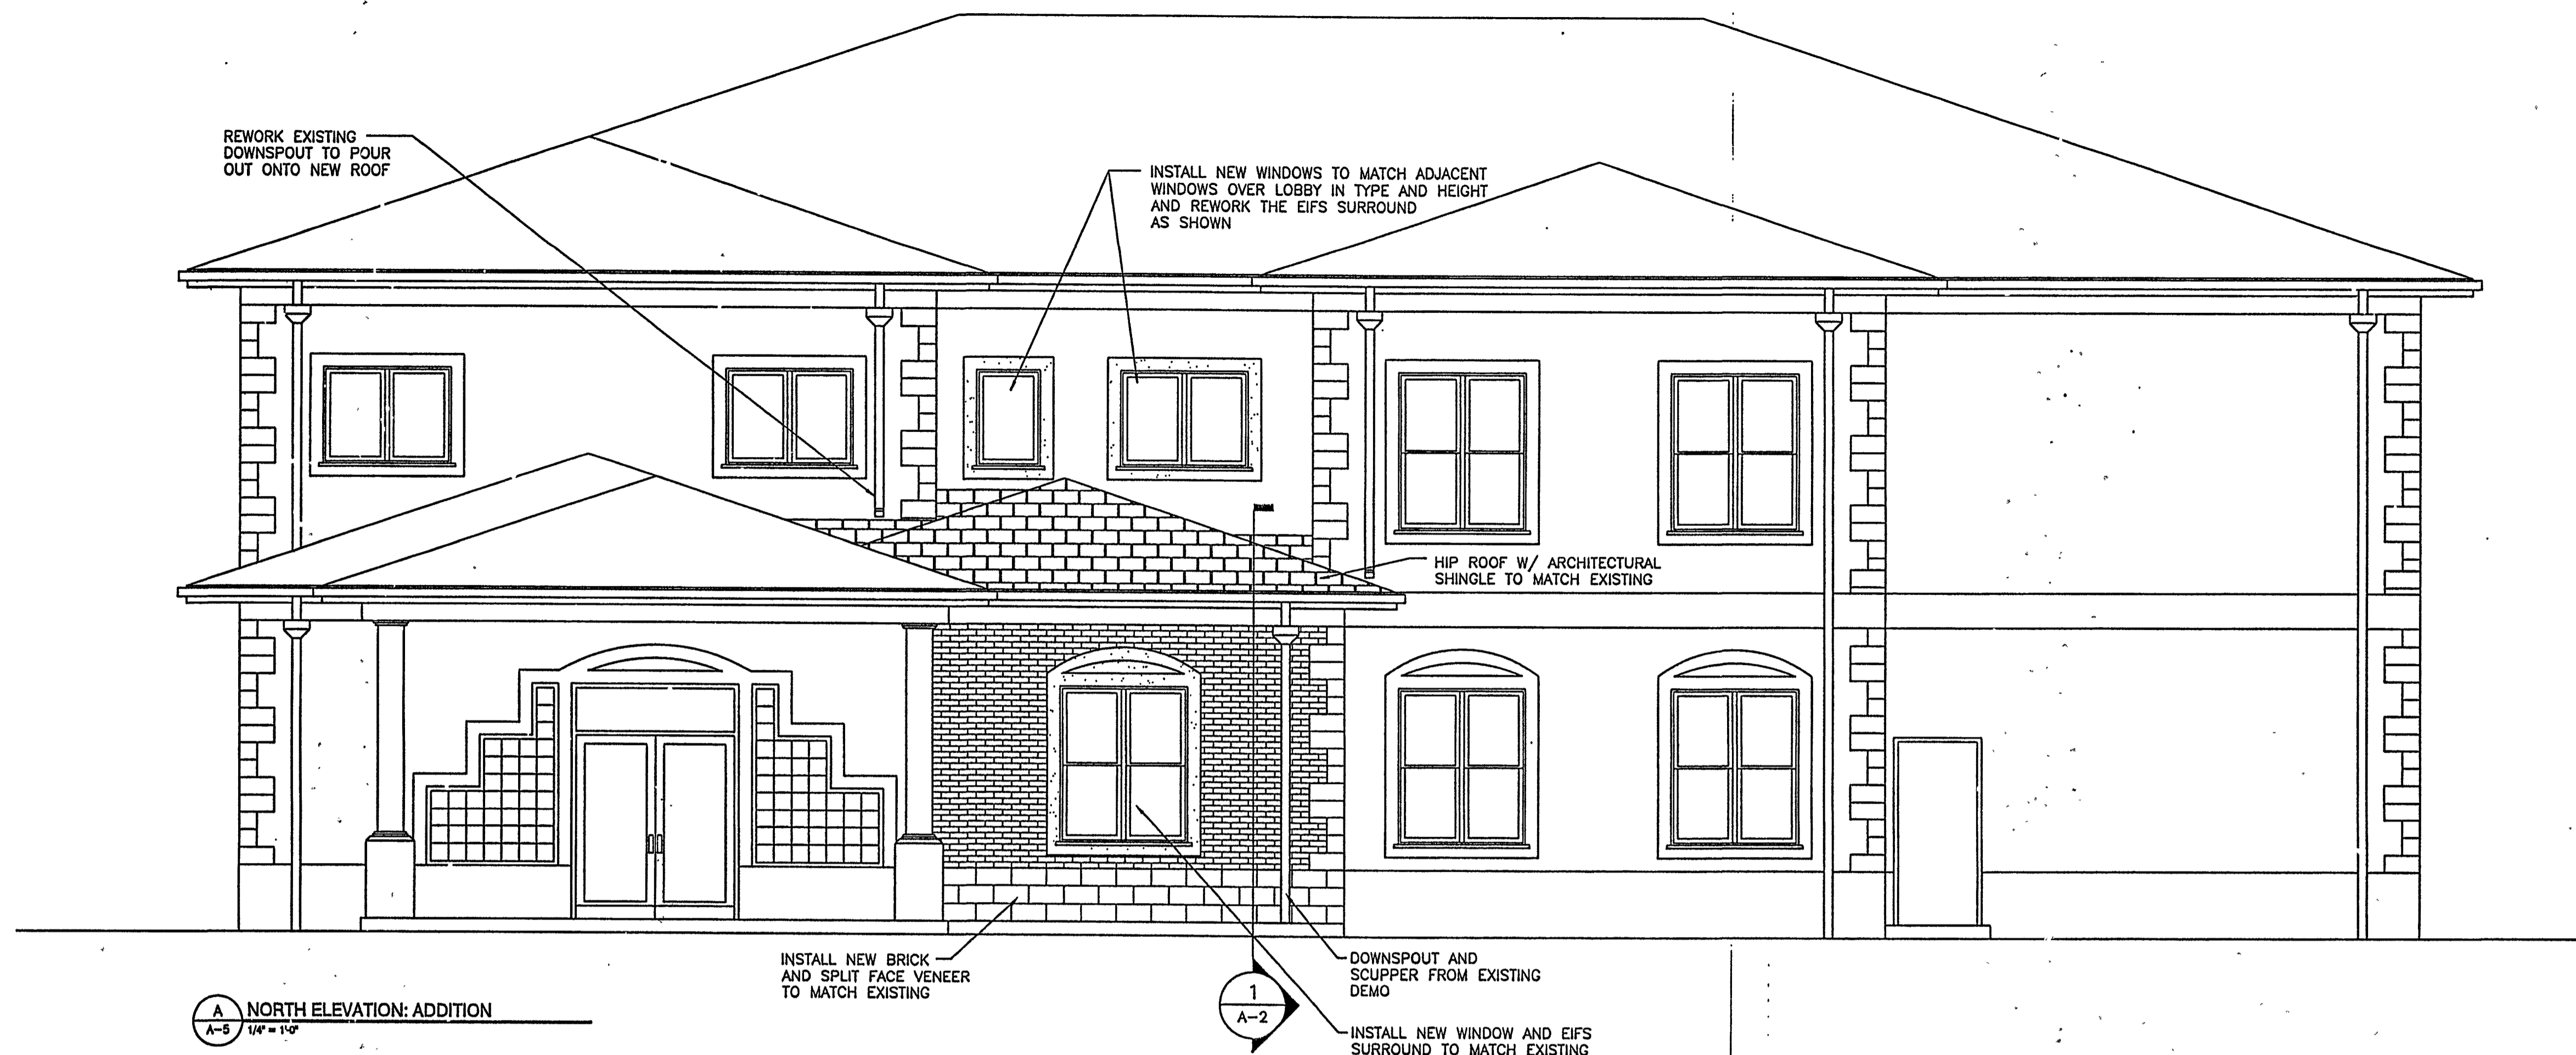 REWORK EXISTING
DOWNSPOUT TO POUR
OUT ONTO NEW ROOF
INSTALL NEW WINDOWS TO MATCH ADJACENT
WINDOWS OVER LOBBY IN TYPE AND HEIGHT
AND REWORK THE EIFS SURROUND
AS SHOWN
HIP ROOF W/ ARCHITECTURAL
SHINGLE TO MATCH EXISTING
INSTALL NEW BRICK
AND SPLIT FACE VENEER
TO MATCH EXISTING
DOWNSPOUT AND
SCUPPER FROM EXISTING
DEMO
1
A-2
INSTALL NEW WINDOW AND EIFS
SURROUND TO MATCH EXISTING
A
A-5
NORTH ELEVATION: ADDITION
1/4" = 1'-0"